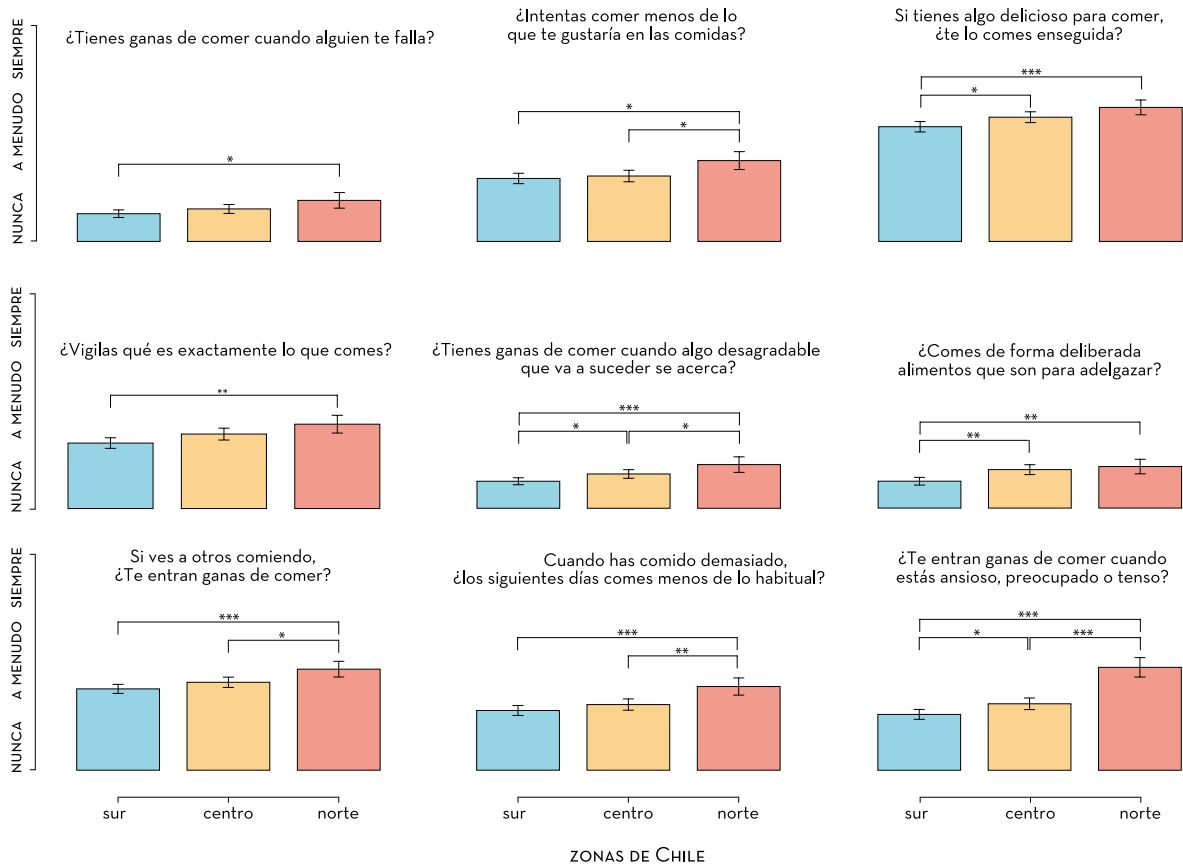 NUNCA A MENUDO SIEMPRE
¿Tienes ganas de comer cuando alguien te falla?
*
¿Intentas comer menos de lo
que te gustaría en las comidas?
*
*
Si tienes algo delicioso para comer,
¿te lo comes enseguida?
***
*
NUNCA A MENUDO SIEMPRE
¿Vigilas qué es exactamente lo que comes?
**
¿Tienes ganas de comer cuando algo desagradable
que va a suceder se acerca?
***
* *
¿Comes de forma deliberada
alimentos que son para adelgazar?
**
**
NUNCA A MENUDO SIEMPRE
Si ves a otros comiendo,
¿Te entran ganas de comer?
***
*
Cuando has comido demasiado,
¿los siguientes días comes menos de lo habitual?
***
**
¿Te entran ganas de comer cuando
estás ansioso, preocupado o tenso?
***
* ***
sur centro norte
sur centro norte
sur centro norte
ZONAS DE CHILE